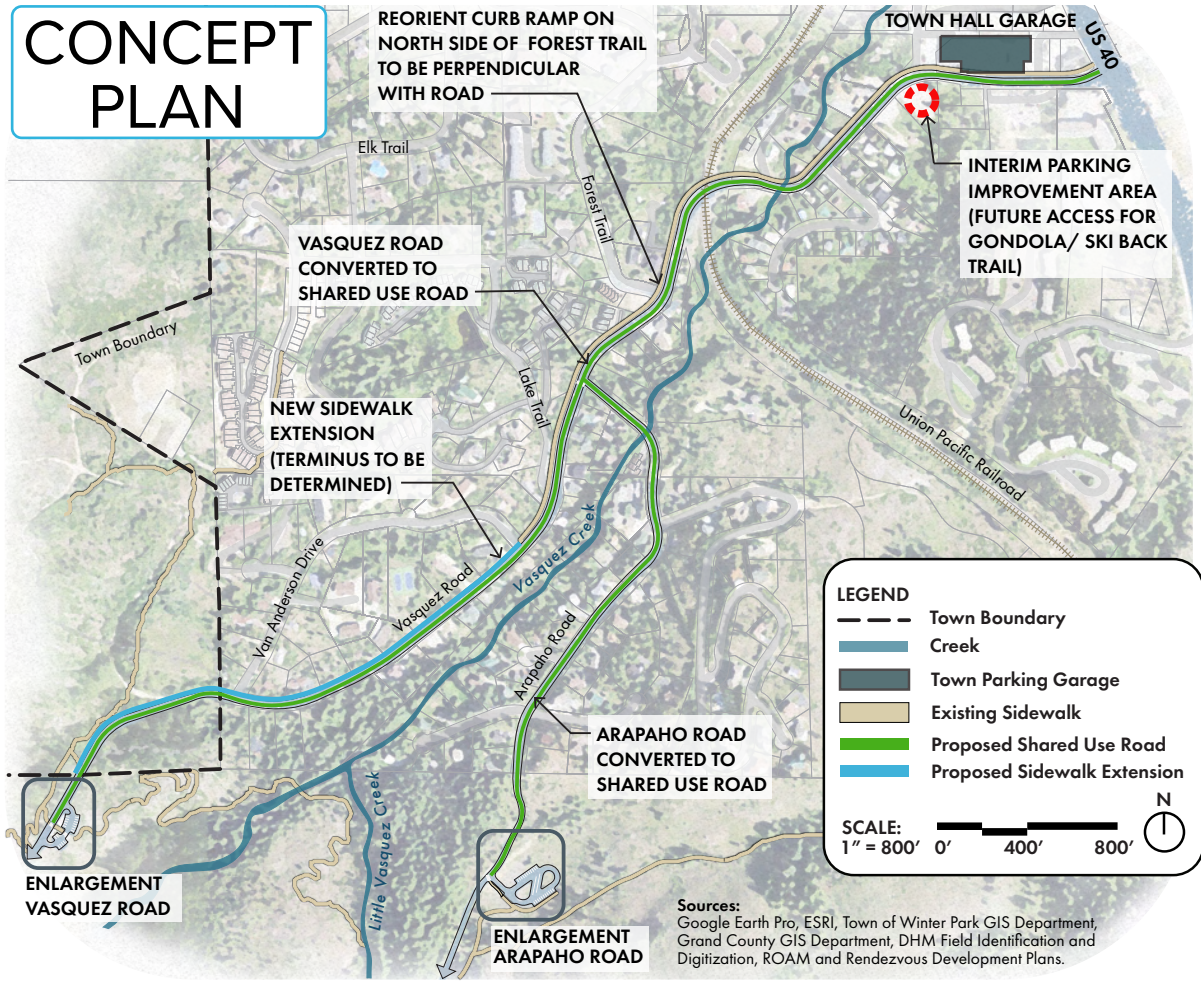 CONCEPT
PLAN
REORIENT CURB RAMP ON
NORTH SIDE OF FOREST TRAIL
TO BE PERPENDICULAR
WITH ROAD
TOWN HALL GARAGE
US 40
Elk Trail
Forest Trail
INTERIM PARKING
IMPROVEMENT AREA
(FUTURE ACCESS FOR
GONDOLA/ SKI BACK
TRAIL)
VASQUEZ ROAD
CONVERTED TO
SHARED USE ROAD
Town Boundary
Lake Trail
NEW SIDEWALK
EXTENSION
(TERMINUS TO BE
DETERMINED)
Union Pacific Railroad
Vasquez Creek
Van Anderson Drive
Vasquez Road
Arapaho Road
ARAPAHO ROAD
CONVERTED TO
SHARED USE ROAD
Little Vasquez Creek
ENLARGEMENT
VASQUEZ ROAD
ENLARGEMENT
ARAPAHO ROAD
LEGEND
Town Boundary
Creek
Town Parking Garage
Existing Sidewalk
Proposed Shared Use Road
Proposed Sidewalk Extension
N
SCALE:
1” = 800’ 0’ 400’ 800’
Sources:
Google Earth Pro, ESRI, Town of Winter Park GIS Department,
Grand County GIS Department, DHM Field Identification and
Digitization, ROAM and Rendezvous Development Plans.